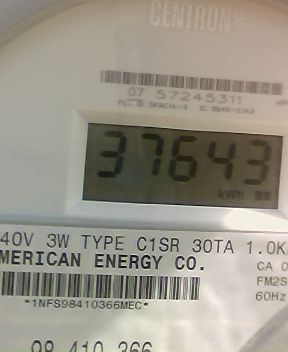 CENTRON®
07 57245311
37643
kWh
40V 3W TYPE C1SR 30TA 1.0K
MERICAN ENERGY CO.
CA 0
FM2S
*1NFS98410366MEC*
60Hz
98 410 366